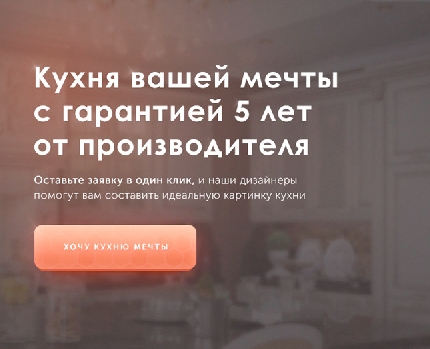 Кухня вашей мечты
с гарантией 5 лет
от производителя
Оставьте заявку в один клик, и наши дизайнеры
помогут вам составить идеальную картинку кухни
ХОЧУ КУХНЮ МЕЧТЫ